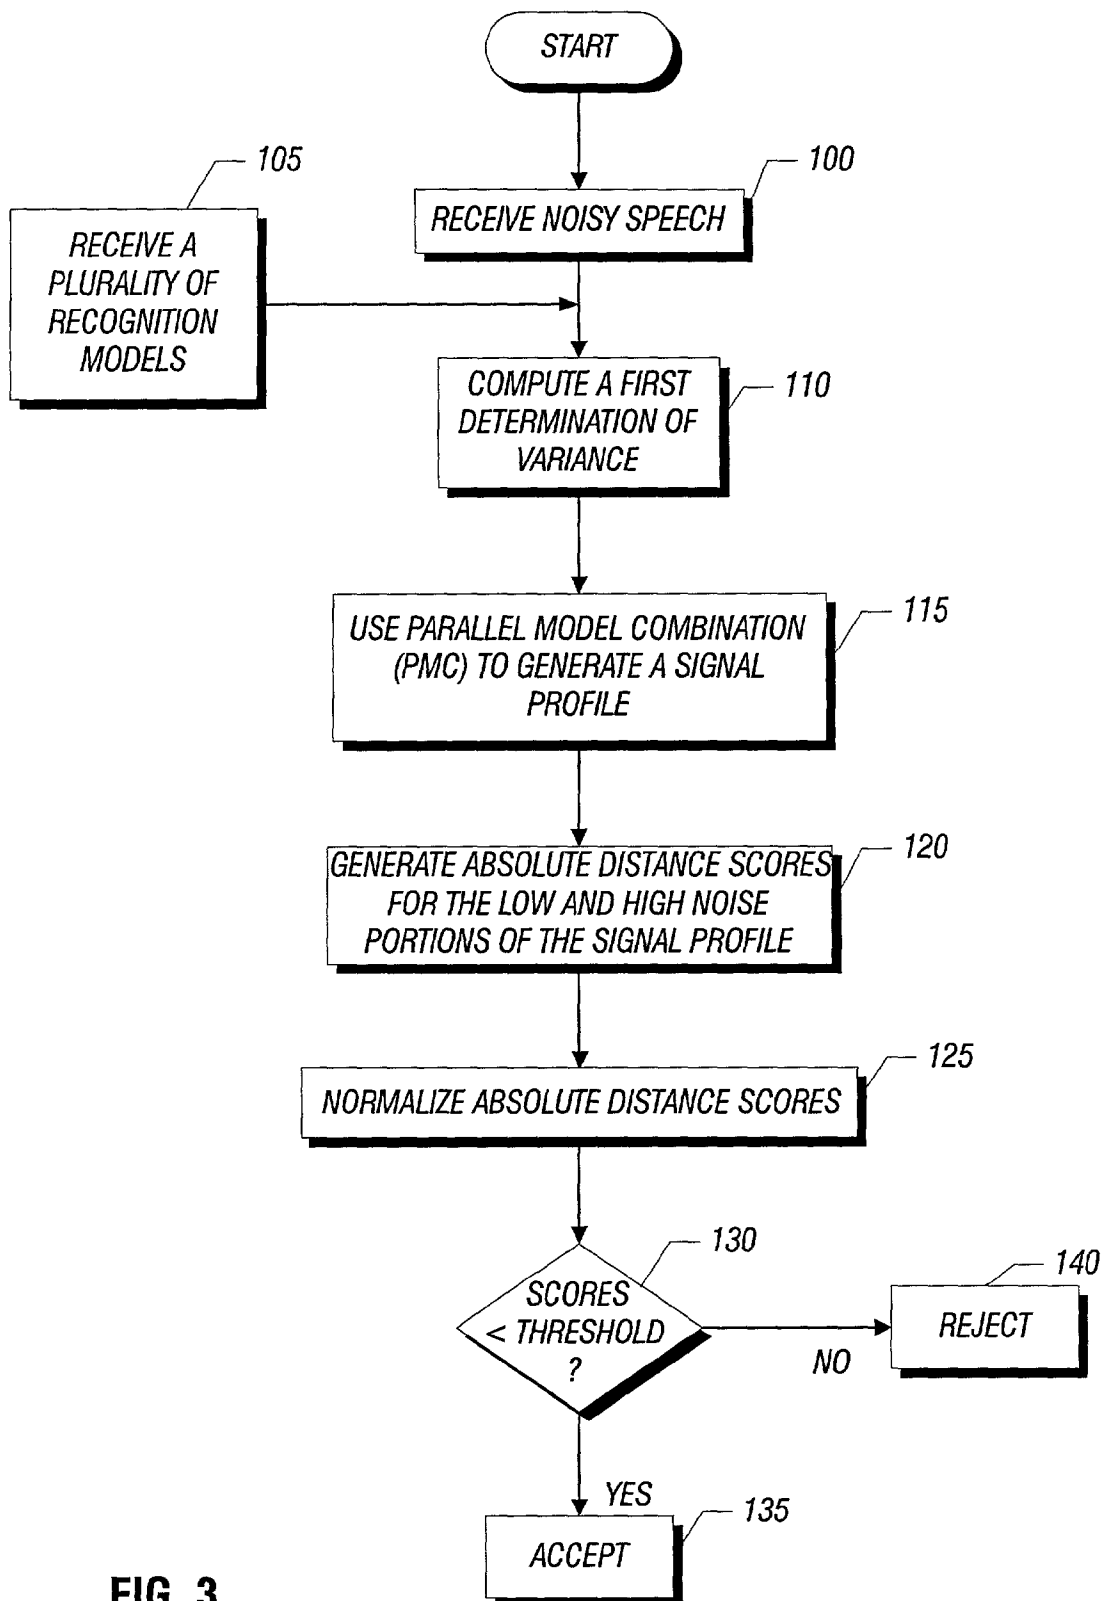 START
100
RECEIVE NOISY SPEECH
105
RECEIVE A
PLURALITY OF
RECOGNITION
MODELS
110
COMPUTE A FIRST
DETERMINATION OF
VARIANCE
115
USE PARALLEL MODEL COMBINATION
(PMC) TO GENERATE A SIGNAL
PROFILE
120
GENERATE ABSOLUTE DISTANCE SCORES
FOR THE LOW AND HIGH NOISE
PORTIONS OF THE SIGNAL PROFILE
125
NORMALIZE ABSOLUTE DISTANCE SCORES
130
SCORES
< THRESHOLD
?
NO
140
REJECT
YES
135
ACCEPT
FIG. 3